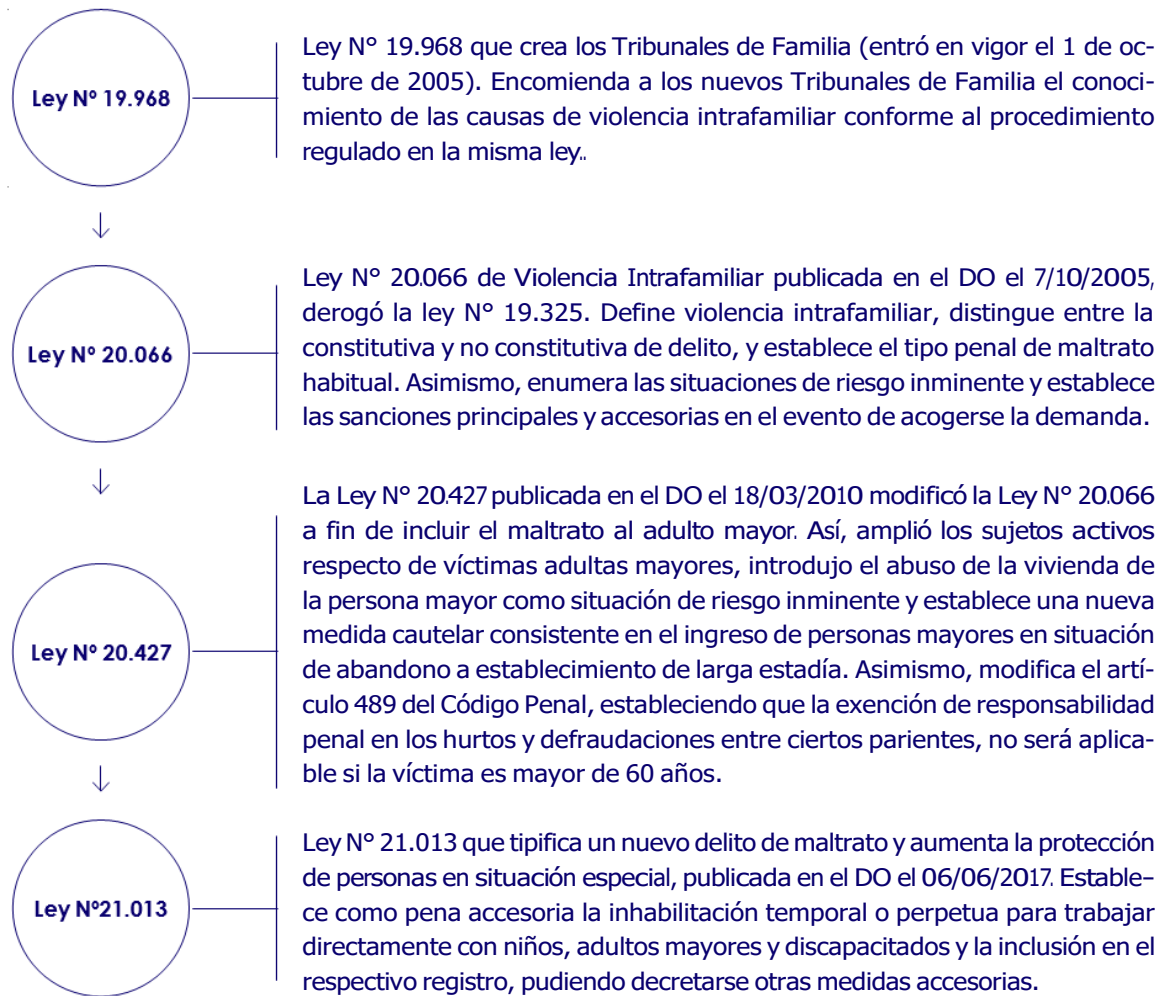 Ley Nº 19.968
Ley N° 19.968 que crea los Tribunales de Familia (entró en vigor el 1 de oc-
tubre de 2005). Encomienda a los nuevos Tribunales de Familia el conoci-
miento de las causas de violencia intrafamiliar conforme al procedimiento
regulado en la misma ley..
Ley Nº 20.066
Ley N° 20.066 de Violencia Intrafamiliar publicada en el DO el 7/10/2005,
derogó la ley N° 19.325. Define violencia intrafamiliar, distingue entre la
constitutiva y no constitutiva de delito, y establece el tipo penal de maltrato
habitual. Asimismo, enumera las situaciones de riesgo inminente y establece
las sanciones principales y accesorias en el evento de acogerse la demanda.
Ley Nº 20.427
La Ley N° 20.427 publicada en el DO el 18/03/2010 modificó la Ley N° 20.066
a fin de incluir el maltrato al adulto mayor. Así, amplió los sujetos activos
respecto de víctimas adultas mayores, introdujo el abuso de la vivienda de
la persona mayor como situación de riesgo inminente y establece una nueva
medida cautelar consistente en el ingreso de personas mayores en situación
de abandono a establecimiento de larga estadía. Asimismo, modifica el artí-
culo 489 del Código Penal, estableciendo que la exención de responsabilidad
penal en los hurtos y defraudaciones entre ciertos parientes, no será aplica-
ble si la víctima es mayor de 60 años.
Ley Nº21.013
Ley N° 21.013 que tipifica un nuevo delito de maltrato y aumenta la protección
de personas en situación especial, publicada en el DO el 06/06/2017. Estable-
ce como pena accesoria la inhabilitación temporal o perpetua para trabajar
directamente con niños, adultos mayores y discapacitados y la inclusión en el
respectivo registro, pudiendo decretarse otras medidas accesorias.